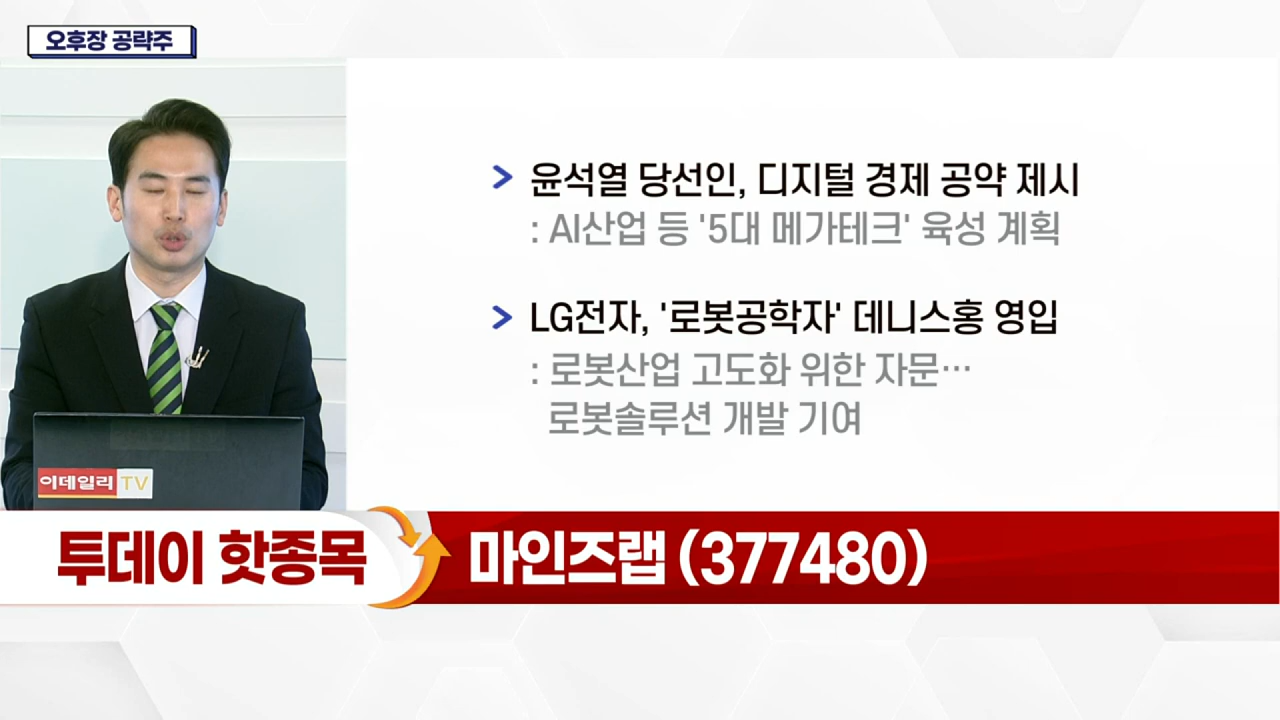 오후장 공략주
> 윤석열 당선인, 디지털 경제 공약 제시
: AI산업 등 '5대 메가테크' 육성 계획
> LG전자, '로봇공학자' 데니스홍 영입
: 로봇산업 고도화 위한 자문…
로봇솔루션 개발 기여
이데일리 TV
투데이 핫종목
마인즈랩 (377480)